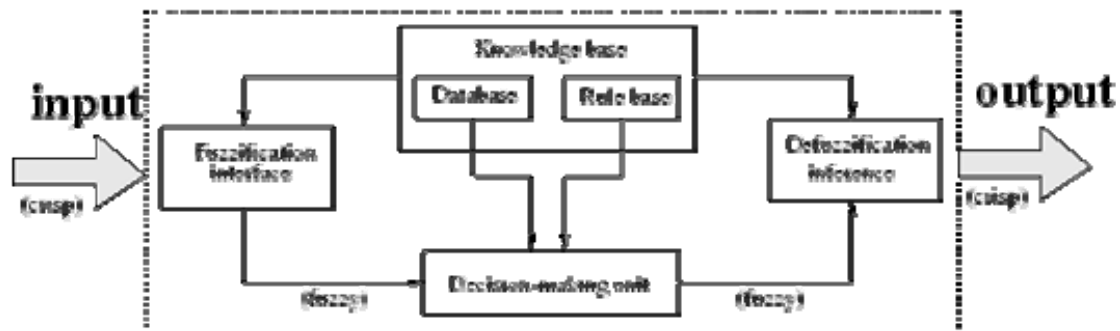 Knowledge base
Database
Rule base
input
output
Fuzzification
interface
Defuzzification
inference
(crisp)
(crisp)
Decision-making unit
(fuzzy)
(fuzzy)